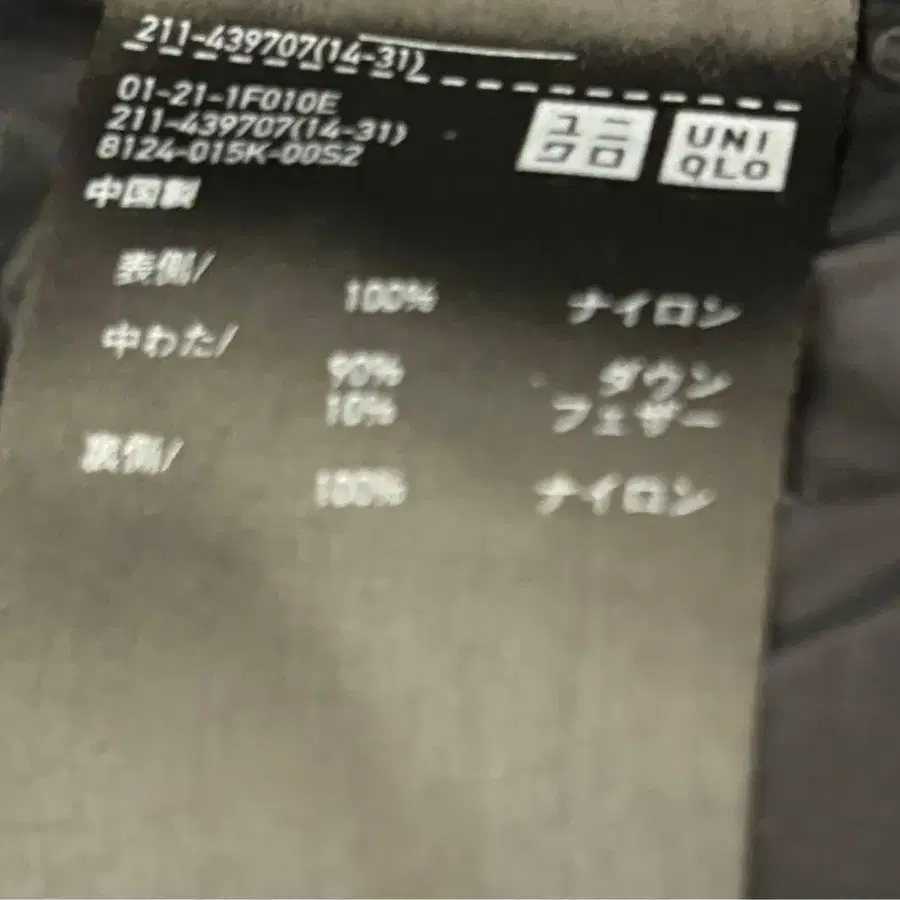 211-439707(14-31)
01-21-1F010E
211-439707(14-31)
8124-015K-00S2
ユニ
クロ
UNI
QLO
中国製
表側/
100% ナイロン
中わた/
90% ダウン
10% フェザー
裏側/
100% ナイロン